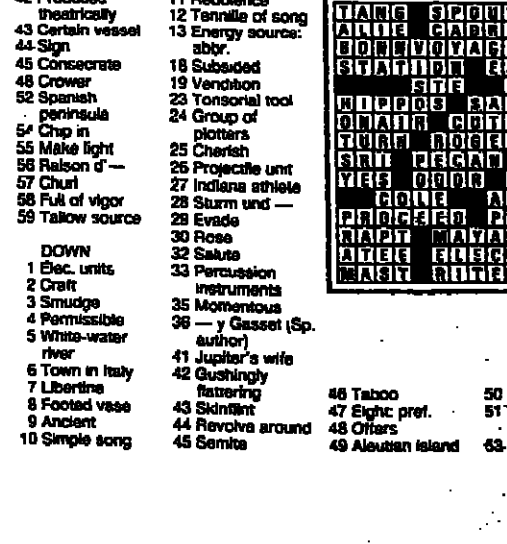 theatrically
43 Certain vessel
44 Sign
45 Consecrate
48 Crower
52 Spanish
peninsula
54 Chip in
55 Make light
56 Raison d'—
57 Churl
58 Full of vigor
59 Tallow source
DOWN
1 Elec. units
2 Craft
3 Smudge
4 Permissible
5 White-water
river
6 Town in Italy
7 Libertine
8 Footed vase
9 Ancient
10 Simple song
12 Tennille of song
13 Energy source:
abbr.
18 Subsided
19 Vendition
23 Tonsorial tool
24 Group of
plotters
25 Cherish
26 Projectile unit
27 Indiana athlete
28 Sturm und —
29 Evade
30 Rose
32 Salute
33 Percussion
instruments
35 Momentous
36 — y Gasset (Sp.
author)
41 Jupiter's wife
42 Gushingly
flattering
43 Skinflint
44 Revolve around
45 Semite
TANG SPOU
ALIE CADR
BONNVOYAG
STATION E
STE
HIPPOS SA
ONAIR COT
TURN ROGE
SRI PECAN
YES ODOR
COLE A
PROCEED P
RAPT MAYA
ATEE ELEC
MAST RITE
46 Taboo
47 Eight: pref.
48 Offers
49 Aleutian island
50
51
53